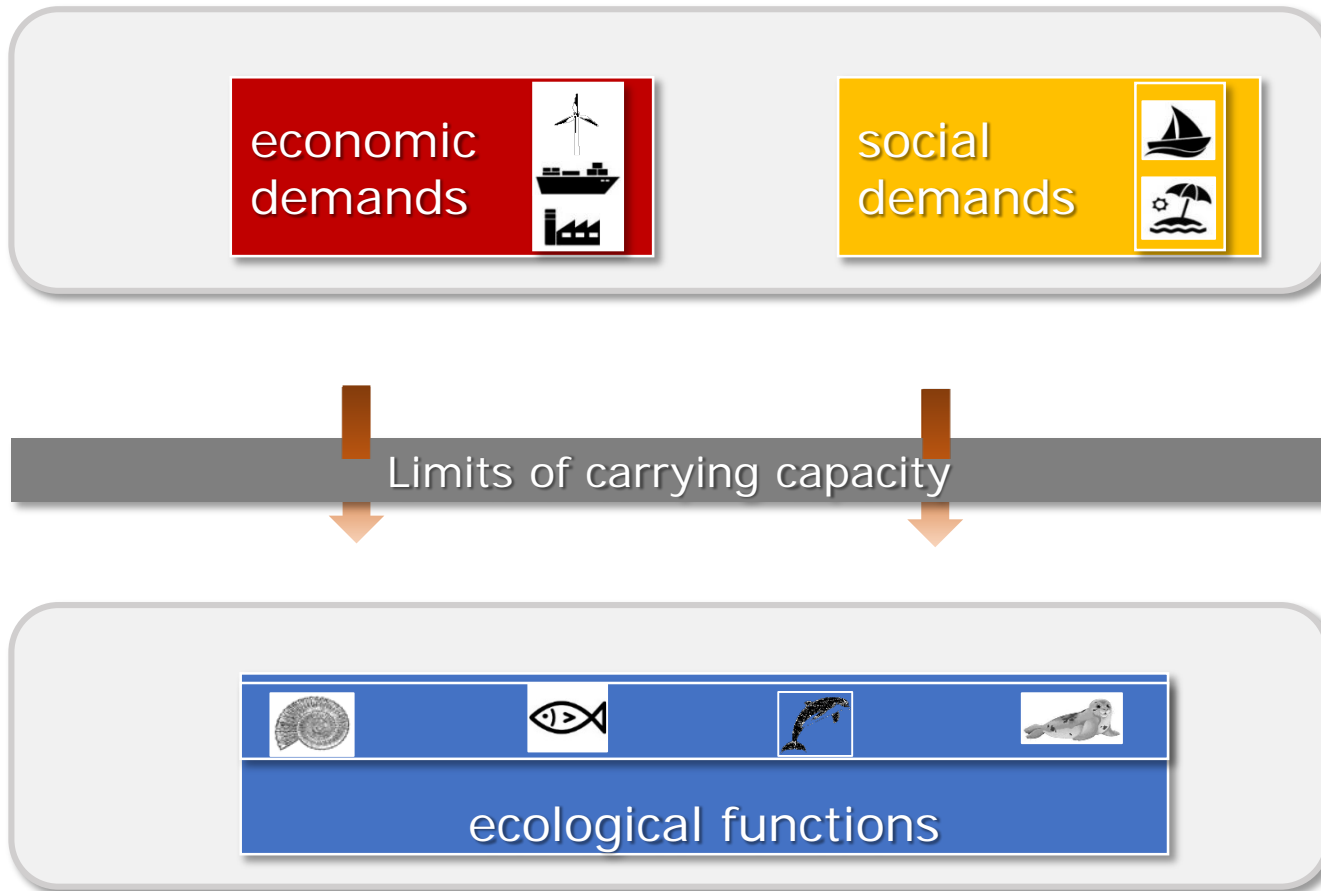 economic
demands
social
demands
Limits of carrying capacity
ecological functions